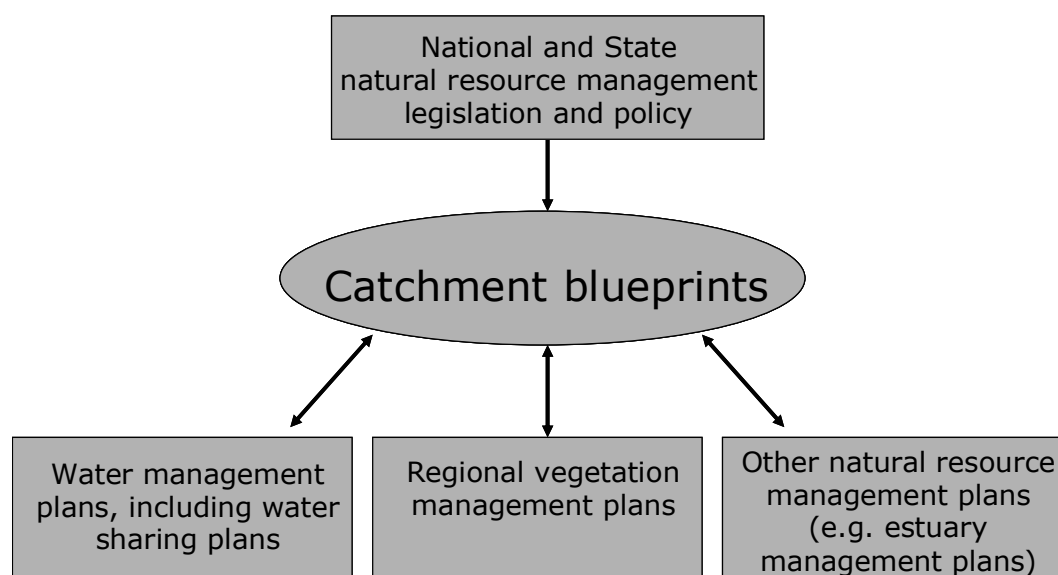 National and State
natural resource management
legislation and policy
Catchment blueprints
Water management
plans, including water
sharing plans
Regional vegetation
management plans
Other natural resource
management plans
(e.g. estuary
management plans)